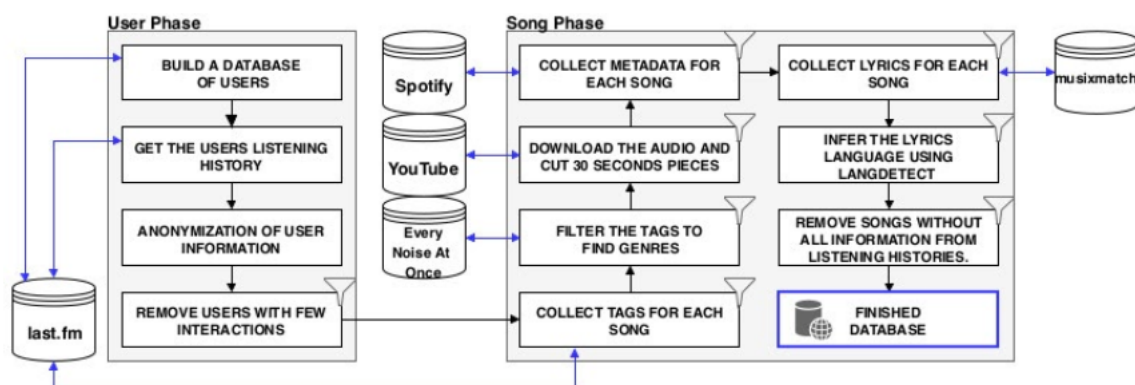 User Phase
BUILD A DATABASE
OF USERS
GET THE USERS LISTENING
HISTORY
ANONYMIZATION OF USER
INFORMATION
REMOVE USERS WITH FEW
INTERACTIONS
last.fm
Song Phase
Spotify
YouTube
Every
Noise At
Once
COLLECT METADATA FOR
EACH SONG
DOWNLOAD THE AUDIO AND
CUT 30 SECONDS PIECES
FILTER THE TAGS TO
FIND GENRES
COLLECT TAGS FOR EACH
SONG
COLLECT LYRICS FOR EACH
SONG
INFER THE LYRICS
LANGUAGE USING
LANGDETECT
REMOVE SONGS WITHOUT
ALL INFORMATION FROM
LISTENING HISTORIES.
FINISHED
DATABASE
musixmatch